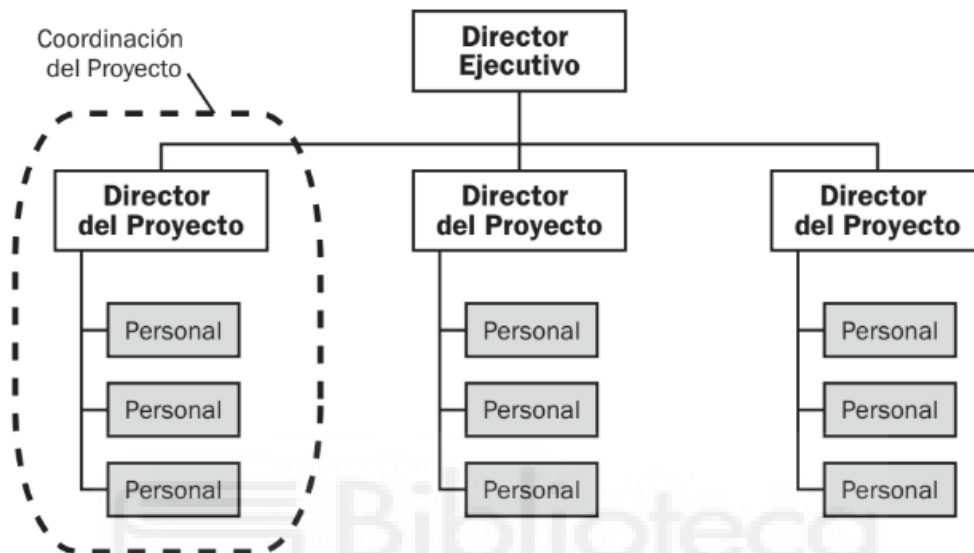 Coordinación
del Proyecto
Director
Ejecutivo
Director
del Proyecto
Director
del Proyecto
Director
del Proyecto
Personal
Personal
Personal
Personal
Personal
Personal
Personal
Personal
Personal
Biblioteca